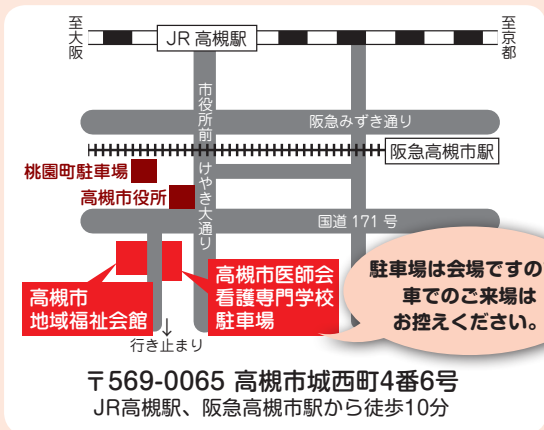 至大阪
JR 高槻駅
至京都
市役所前 けやき大通り
阪急みずき通り
阪急高槻市駅
桃園町駐車場
高槻市役所
国道 171 号
高槻市
地域福祉会館
高槻市医師会
看護専門学校
駐車場
↓
行き止まり
駐車場は会場ですの
車でのご来場は
お控えください。
〒569-0065 高槻市城西町4番6号
JR高槻駅、阪急高槻市駅から徒歩10分